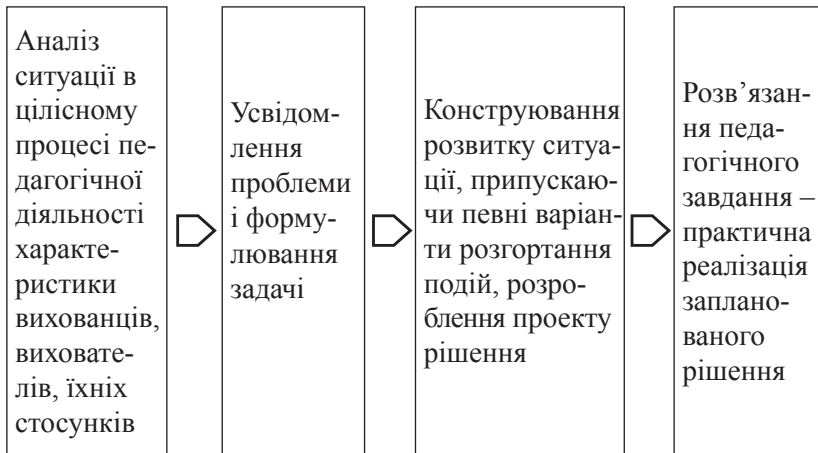 Аналіз
ситуації в
цілісному
процесі пе-
дагогічної
діяльності
характе-
ристики
вихованців,
виховате-
лів, їхніх
стосунків
Усвідом-
лення
проблеми
і форму-
лювання
задачі
Конструювання
розвитку ситуа-
ції, припускаю-
чи певні варіан-
ти розгортання
подій, розро-
блення проекту
рішення
Розв’язан-
ня педа-
гогічного
завдання –
практична
реалізація
заплано-
ваного
рішення